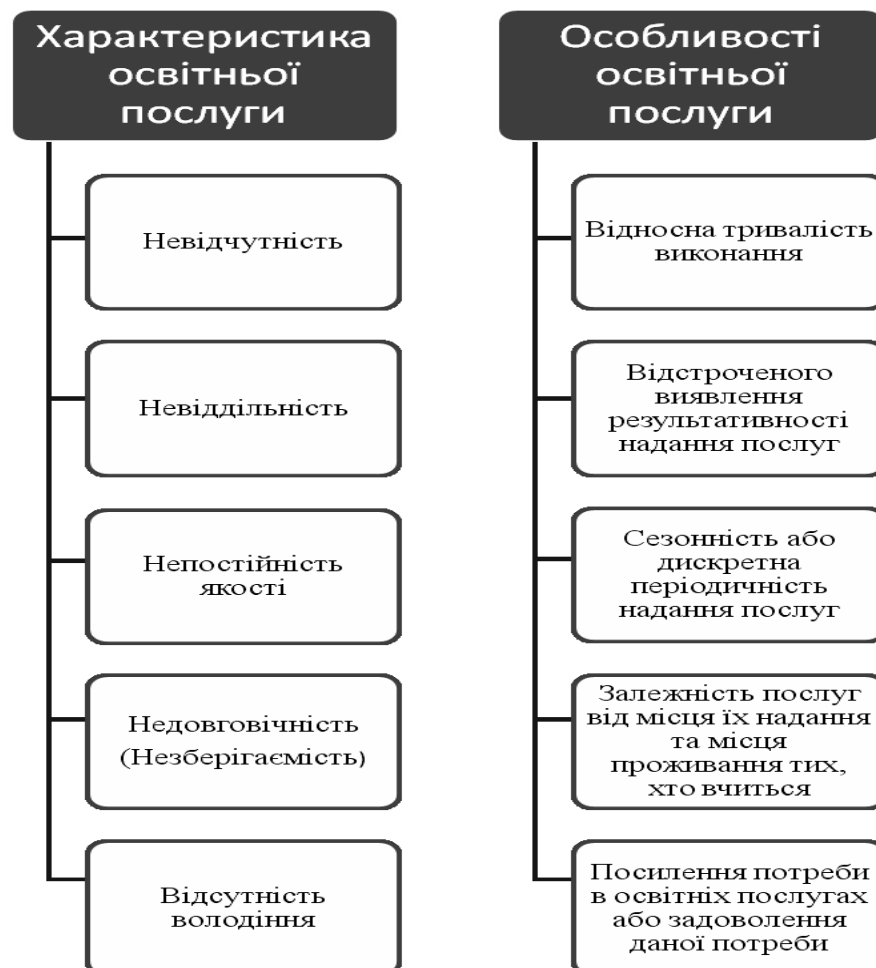 Характеристика
освітньої
послуги
Невідчутність
Невіддільність
Непостійність
якості
Недовговічність
(Незберігаємість)
Відсутність
володіння
Особливості
освітньої
послуги
Відносна тривалість
виконання
Відстроченого
виявлення
результативності
надання послуг
Сезонність або
дискретна
періодичність
надання послуг
Залежність послуг
від місця їх надання
та місця
проживання тих,
хто вчиться
Посилення потреби
в освітніх послугах
або задоволення
даної потреби